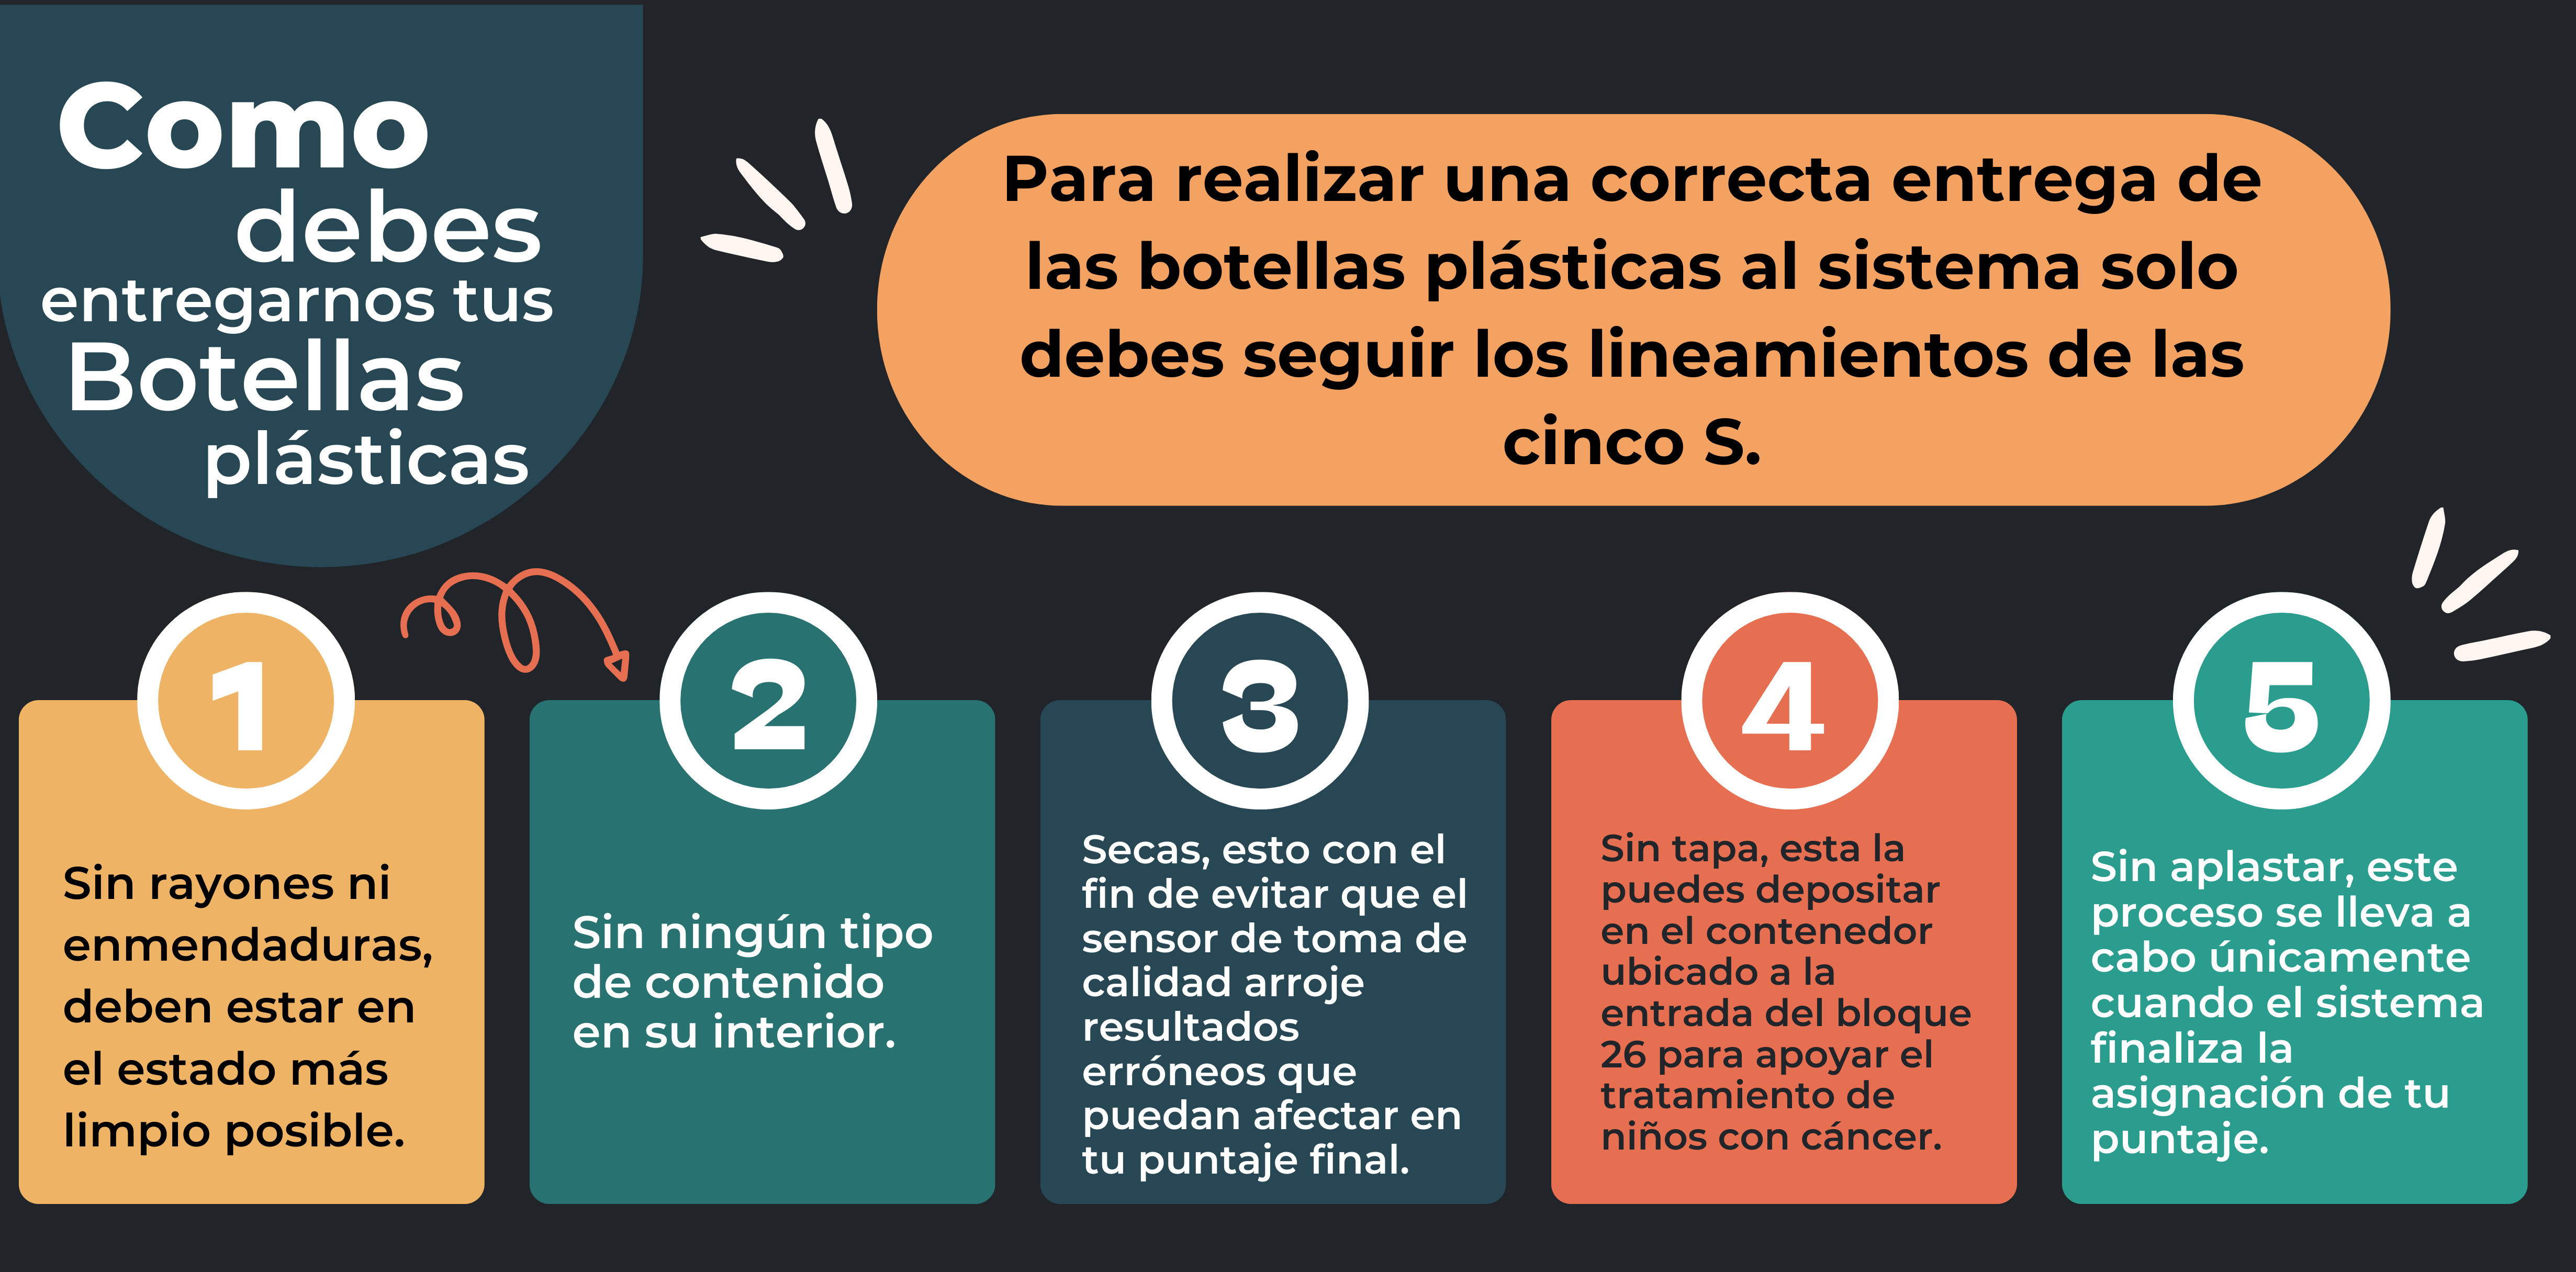 Como
debes
entregarnos tus
Botellas
plásticas
Para realizar una correcta entrega de
las botellas plásticas al sistema solo
debes seguir los lineamientos de las
cinco S.
1
Sin rayones ni
enmendaduras,
deben estar en
el estado más
limpio posible.
2
Sin ningún tipo
de contenido
en su interior.
3
Secas, esto con el
fin de evitar que el
sensor de toma de
calidad arroje
resultados
erróneos que
puedan afectar en
tu puntaje final.
4
Sin tapa, esta la
puedes depositar
en el contenedor
ubicado a la
entrada del bloque
26 para apoyar el
tratamiento de
niños con cáncer.
5
Sin aplastar, este
proceso se lleva a
cabo únicamente
cuando el sistema
finaliza la
asignación de tu
puntaje.